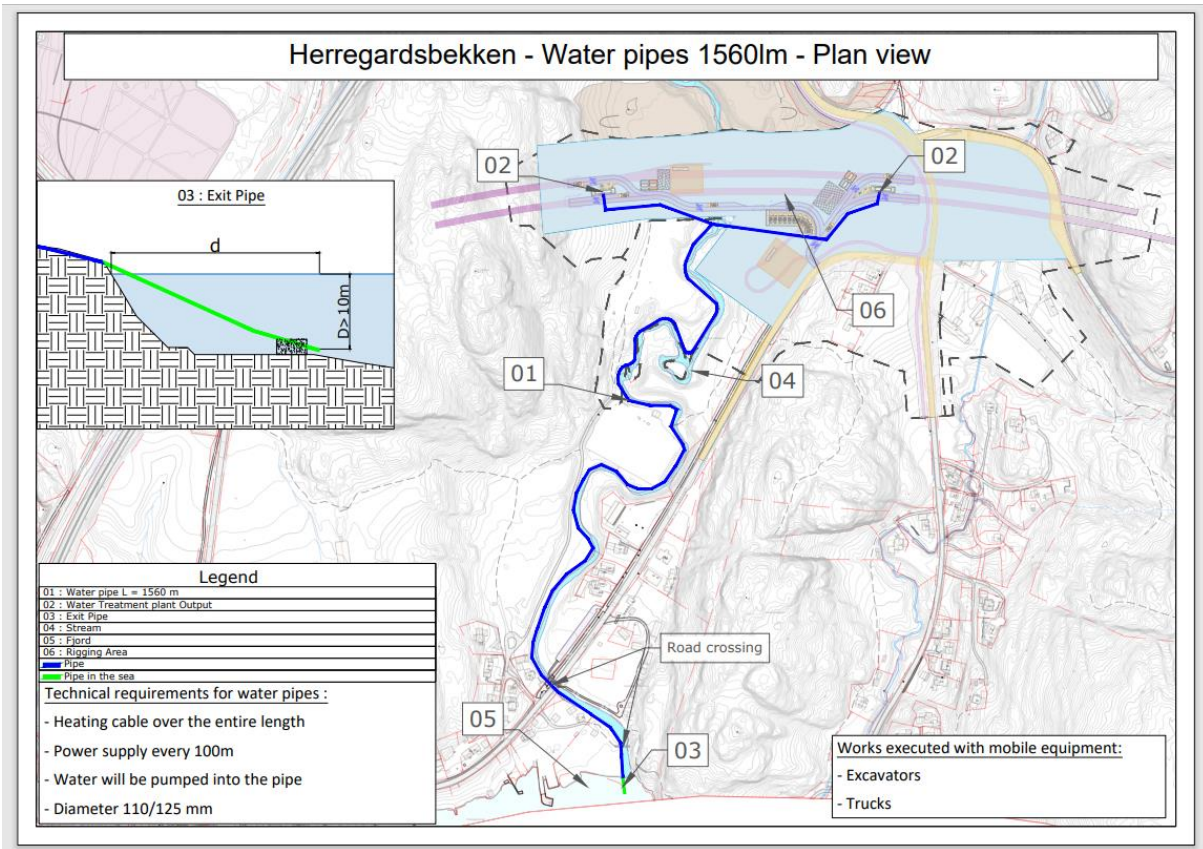 Herregardsbekken - Water pipes 1560lm - Plan view
02
02
03 : Exit Pipe
d
D≥ 10m
06
01
04
Legend
01 : Water pipe L = 1560 m
02 : Water Treatment plant Output
03 : Exit Pipe
04 : Stream
05 : Fjord
06 : Rigging Area
Pipe
Pipe in the sea
Technical requirements for water pipes :
- Heating cable over the entire length
- Power supply every 100m
- Water will be pumped into the pipe
- Diameter 110/125 mm
Road crossing
05
03
Works executed with mobile equipment:
- Excavators
- Trucks